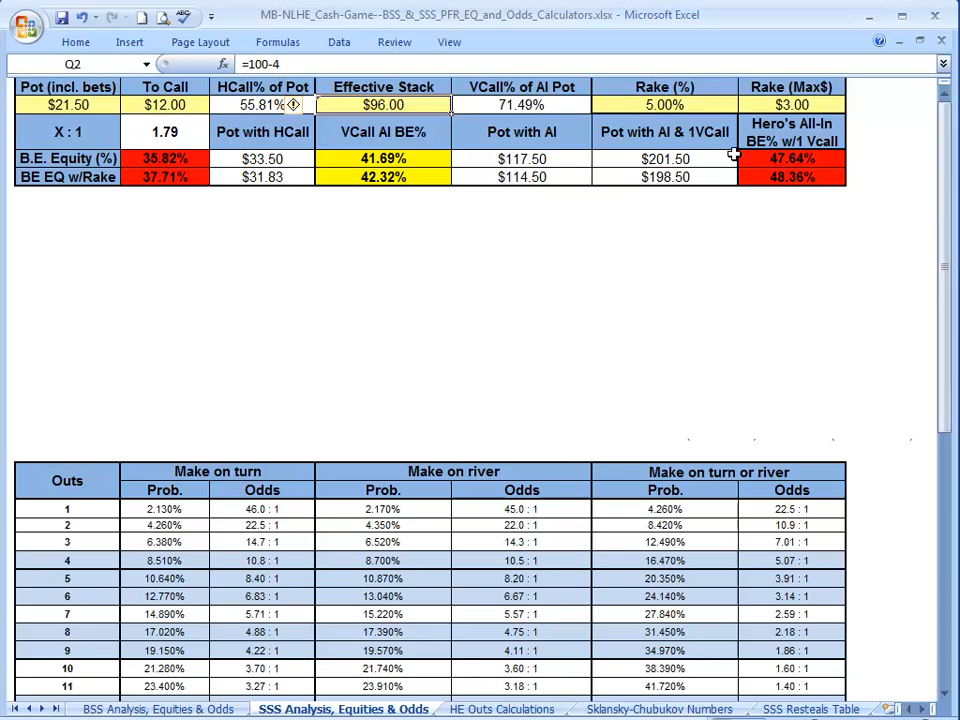 MB-NLHE_Cash-Game--BSS_&_SSS_PFR_EQ_and_Odds_Calculators.xlsx - Microsoft Excel
Home Insert Page Layout Formulas Data Review View
Q2 fx =100-4
Pot (incl. bets) To Call HCall% of Pot Effective Stack VCall% of AI Pot Rake (%) Rake (Max$)
$21.50 $12.00 55.81% $96.00 71.49% 5.00% $3.00
X : 1 1.79 Pot with HCall VCall AI BE% Pot with AI Pot with AI & 1VCall Hero's All-In
BE% w/1 Vcall
B.E. Equity (%) 35.82% $33.50 41.69% $117.50 $201.50 47.64%
BE EQ w/Rake 37.71% $31.83 42.32% $114.50 $198.50 48.36%
Outs Make on turn Make on river Make on turn or river
Prob. Odds Prob. Odds Prob. Odds
1 2.130% 46.0 : 1 2.170% 45.0 : 1 4.260% 22.5 : 1
2 4.260% 22.5 : 1 4.350% 22.0 : 1 8.420% 10.9 : 1
3 6.380% 14.7 : 1 6.520% 14.3 : 1 12.490% 7.01 : 1
4 8.510% 10.8 : 1 8.700% 10.5 : 1 16.470% 5.07 : 1
5 10.640% 8.40 : 1 10.870% 8.20 : 1 20.350% 3.91 : 1
6 12.770% 6.83 : 1 13.040% 6.67 : 1 24.140% 3.14 : 1
7 14.890% 5.71 : 1 15.220% 5.57 : 1 27.840% 2.59 : 1
8 17.020% 4.88 : 1 17.390% 4.75 : 1 31.450% 2.18 : 1
9 19.150% 4.22 : 1 19.570% 4.11 : 1 34.970% 1.86 : 1
10 21.280% 3.70 : 1 21.740% 3.60 : 1 38.390% 1.60 : 1
11 23.400% 3.27 : 1 23.910% 3.18 : 1 41.720% 1.40 : 1
BSS Analysis, Equities & Odds SSS Analysis, Equities & Odds HE Outs Calculations Sklansky-Chubukov Numbers SSS Resteals Table